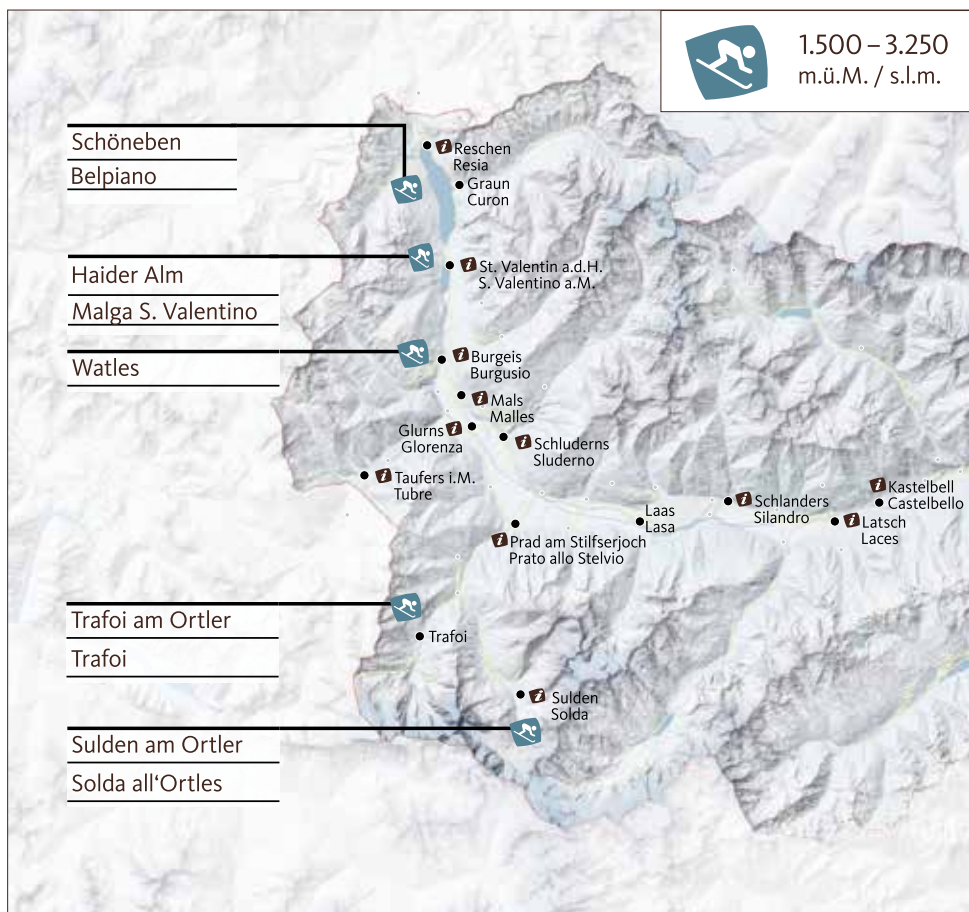 1.500 – 3.250
m.ü.M. / s.l.m.
Schöneben
Belpiano
Reschen
Resia
Graun
Curon
Haider Alm
Malga S. Valentino
St. Valentin a.d.H.
S. Valentino a.M.
Watles
Burgeis
Burgusio
Mals
Malles
Glurns
Glorenza
Schluderns
Sluderno
Taufers i.M.
Tubre
Prad am Stilfserjoch
Prato allo Stelvio
Laas
Lasa
Schlanders
Silandro
Kastelbell
Castelbello
Latsch
Laces
Trafoi am Ortler
Trafoi
Trafoi
Sulden
Solda
Sulden am Ortler
Solda all‘Ortles